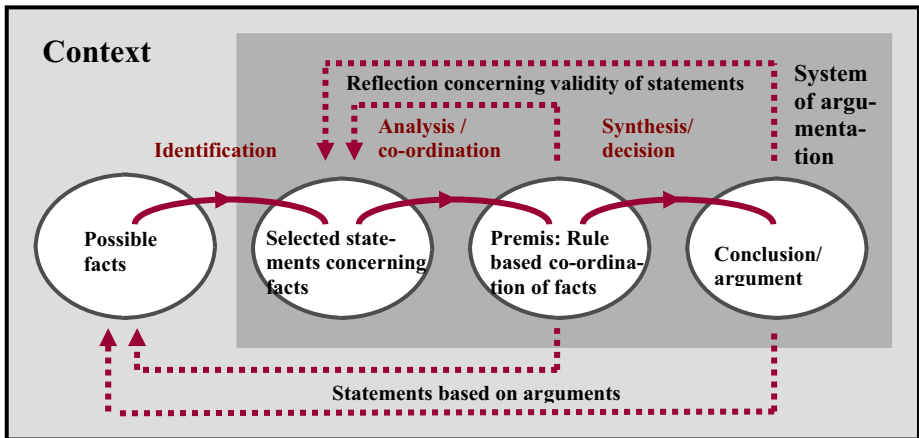 Context
Reflection concerning validity of statements
System
of argu-
menta-
tion
Identification
Analysis /
co-ordination
Synthesis/
decision
Possible
facts
Selected state-
ments concerning
facts
Premis: Rule
based co-ordina-
tion of facts
Conclusion/
argument
Statements based on arguments